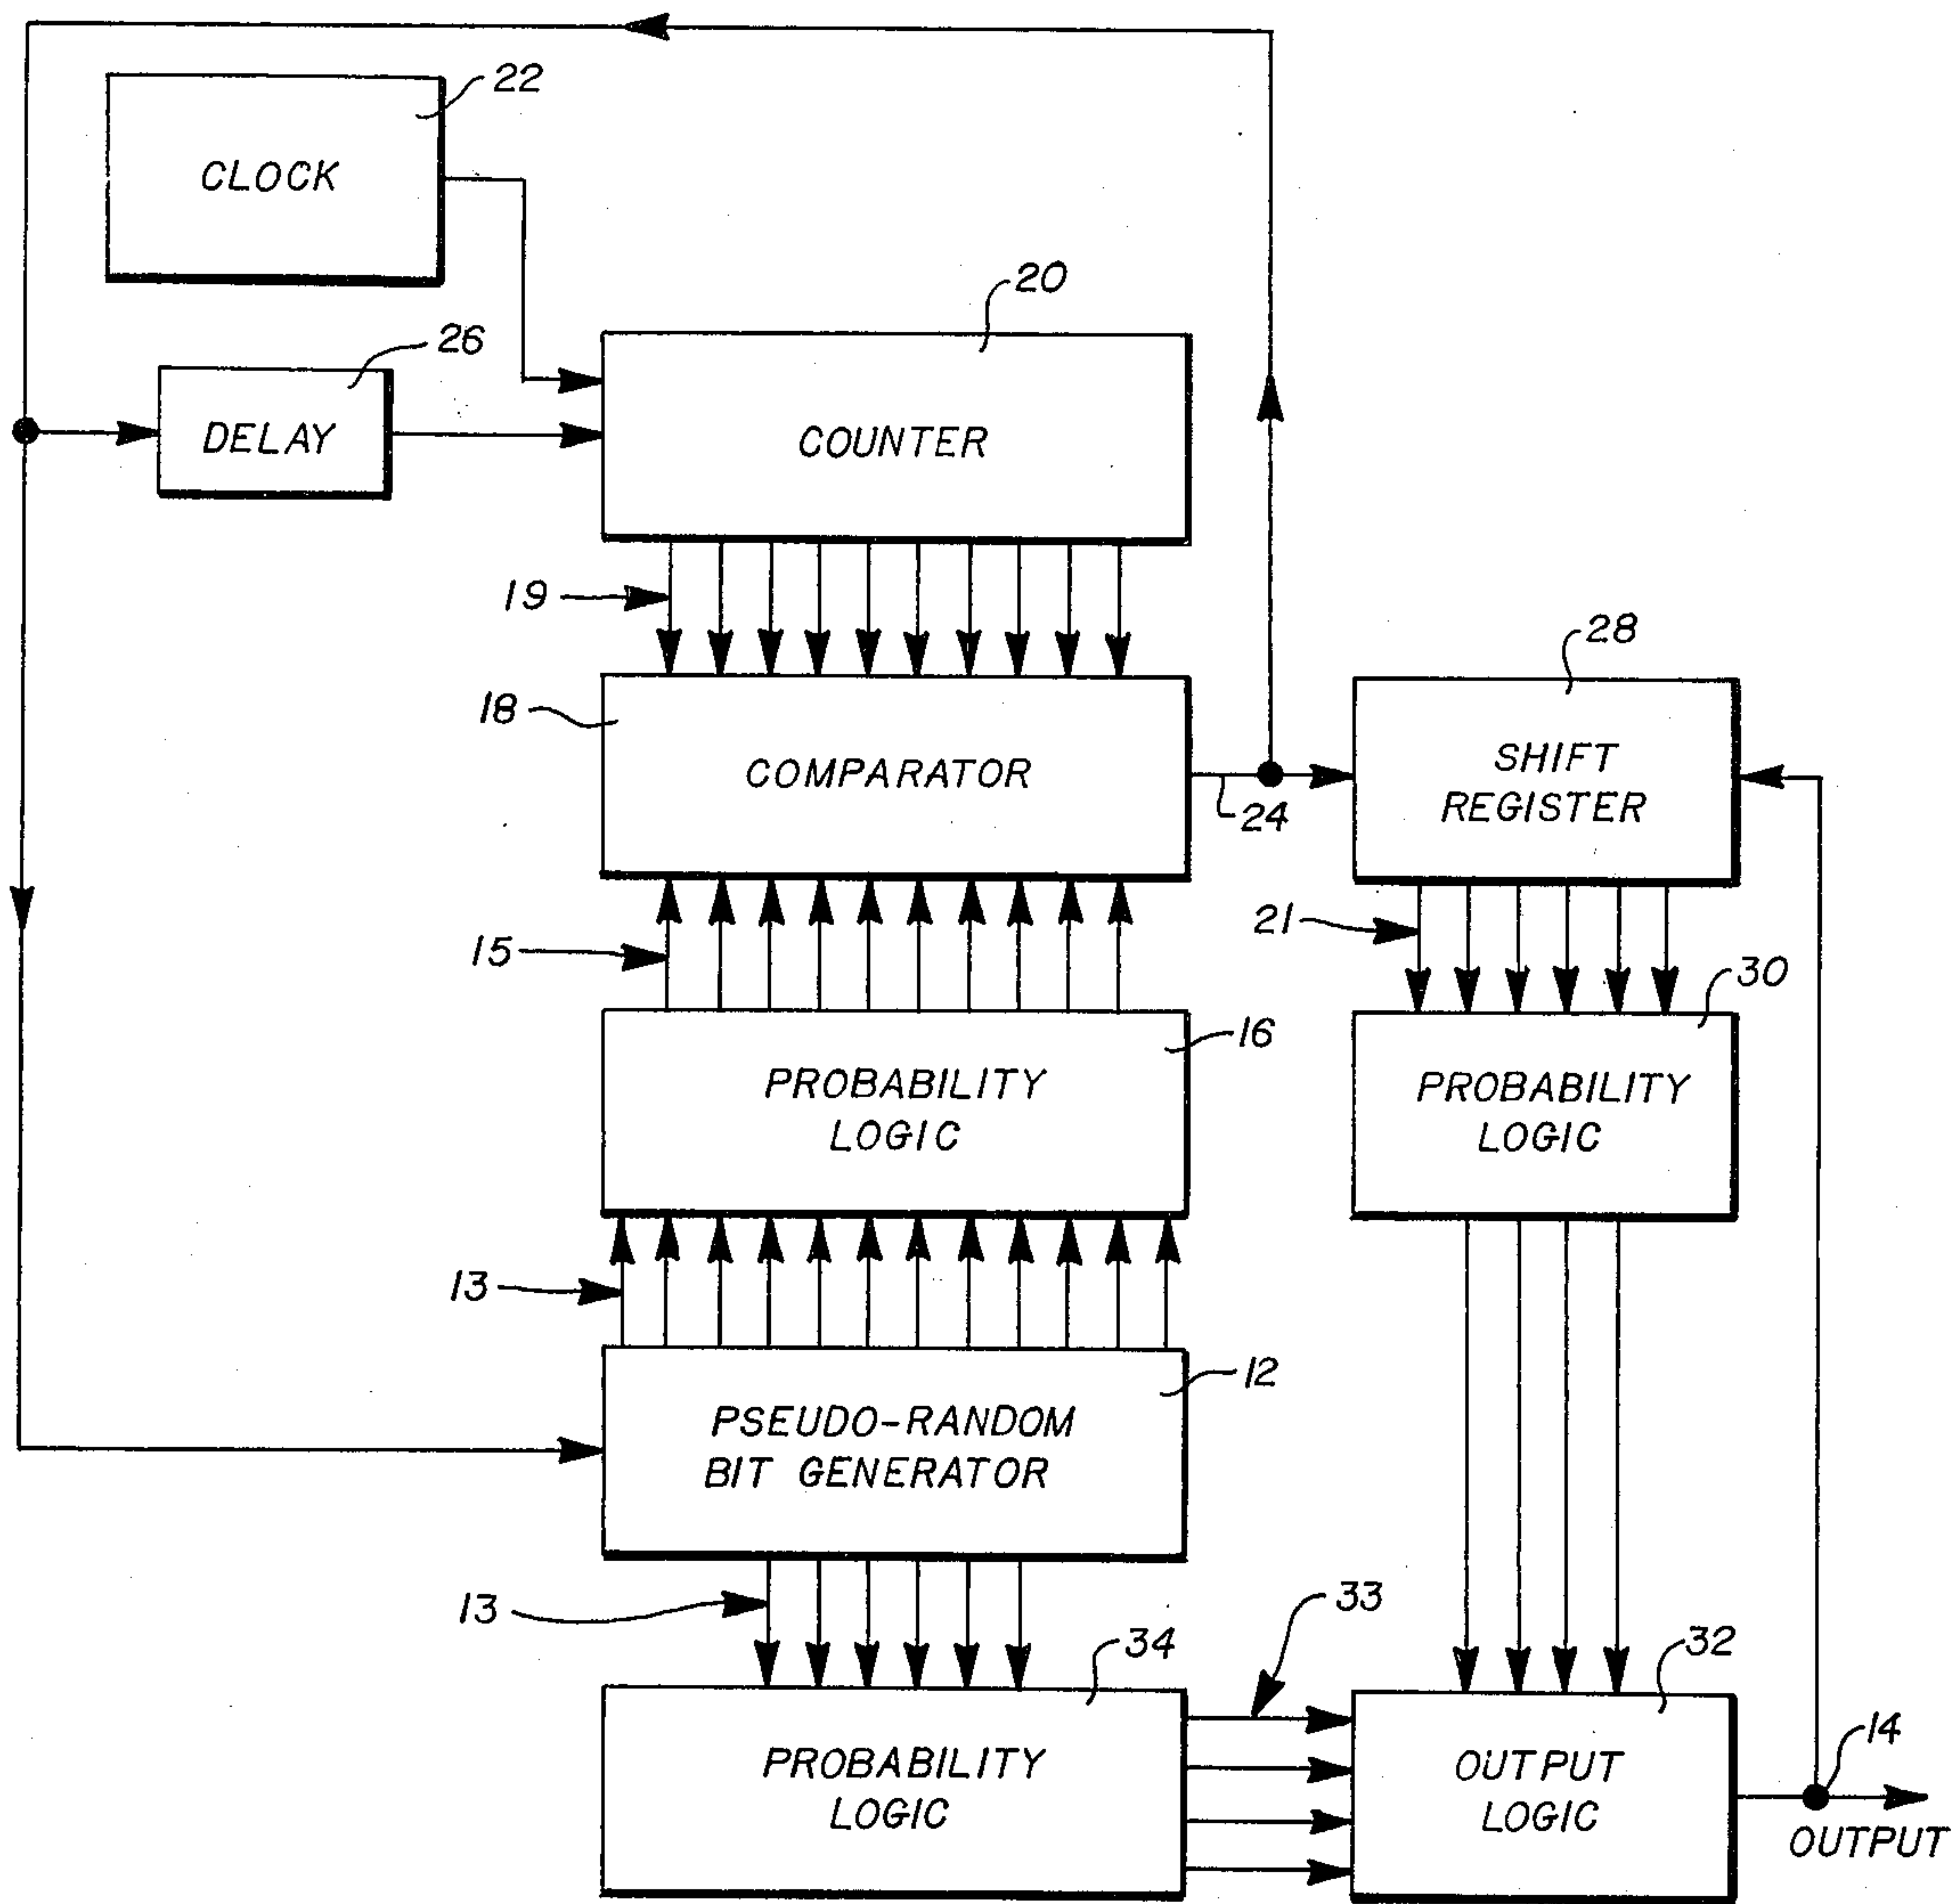 22
CLOCK
20
26
DELAY
COUNTER
19
28
18
COMPARATOR
SHIFT
REGISTER
24
21
15
30
16
PROBABILITY
LOGIC
PROBABILITY
LOGIC
13
12
PSEUDO-RANDOM
BIT GENERATOR
13
33
34
32
14
PROBABILITY
LOGIC
OUTPUT
LOGIC
OUTPUT